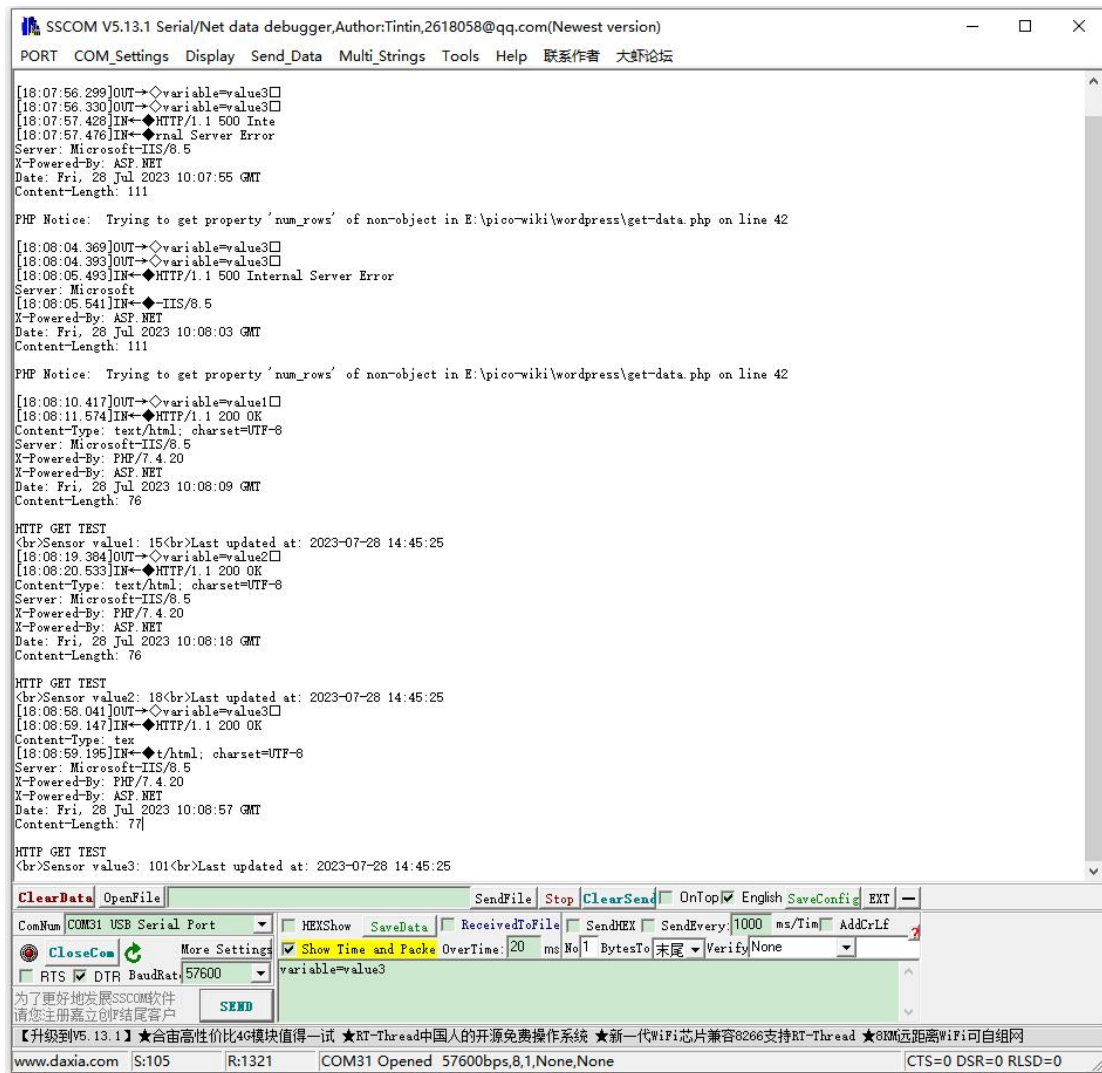 SSCOM V5.13.1 Serial/Net data debugger,Author:Tintin,2618058@qq.com(Newest version)
PORT COM_Settings Display Send_Data Multi_Strings Tools Help 联系作者 大虾论坛
[18:07:56.299]OUT→◇variable=value3□
[18:07:56.330]OUT→◇variable=value3□
[18:07:57.428]IN←◆HTTP/1.1 500 Inte
[18:07:57.476]IN←◆rnal Server Error
Server: Microsoft-IIS/8.5
X-Powered-By: ASP.NET
Date: Fri, 28 Jul 2023 10:07:55 GMT
Content-Length: 111
PHP Notice:  Trying to get property 'num_rows' of non-object in E:\pico-wiki\wordpress\get-data.php on line 42
[18:08:04.369]OUT→◇variable=value3□
[18:08:04.393]OUT→◇variable=value3□
[18:08:05.493]IN←◆HTTP/1.1 500 Internal Server Error
Server: Microsoft
[18:08:05.541]IN←◆-IIS/8.5
X-Powered-By: ASP.NET
Date: Fri, 28 Jul 2023 10:08:03 GMT
Content-Length: 111
PHP Notice:  Trying to get property 'num_rows' of non-object in E:\pico-wiki\wordpress\get-data.php on line 42
[18:08:10.417]OUT→◇variable=value1□
[18:08:11.574]IN←◆HTTP/1.1 200 OK
Content-Type: text/html; charset=UTF-8
Server: Microsoft-IIS/8.5
X-Powered-By: PHP/7.4.20
X-Powered-By: ASP.NET
Date: Fri, 28 Jul 2023 10:08:09 GMT
Content-Length: 76
HTTP GET TEST
<br>Sensor value1: 15<br>Last updated at: 2023-07-28 14:45:25
[18:08:19.384]OUT→◇variable=value2□
[18:08:20.533]IN←◆HTTP/1.1 200 OK
Content-Type: text/html; charset=UTF-8
Server: Microsoft-IIS/8.5
X-Powered-By: PHP/7.4.20
X-Powered-By: ASP.NET
Date: Fri, 28 Jul 2023 10:08:18 GMT
Content-Length: 76
HTTP GET TEST
<br>Sensor value2: 18<br>Last updated at: 2023-07-28 14:45:25
[18:08:58.041]OUT→◇variable=value3□
[18:08:59.147]IN←◆HTTP/1.1 200 OK
Content-Type: tex
[18:08:59.195]IN←◆t/html; charset=UTF-8
Server: Microsoft-IIS/8.5
X-Powered-By: PHP/7.4.20
X-Powered-By: ASP.NET
Date: Fri, 28 Jul 2023 10:08:57 GMT
Content-Length: 77
HTTP GET TEST
<br>Sensor value3: 101<br>Last updated at: 2023-07-28 14:45:25
ClearData OpenFile SendFile Stop ClearSend OnTop English SaveConfig EXT —
ComNum COM31 USB Serial Port HEXShow SaveData ReceivedToFile SendHEX SendEvery: 1000 ms/Tim AddCrLf ?
CloseCom More Settings Show Time and Packe OverTime: 20 ms No 1 BytesTo 末尾 Verify None
RTS DTR BaudRat: 57600 variable=value3
为了更好地发展SSCOM软件
请您注册嘉立创F结尾客户 SEND
【升级到V5.13.1】★合宙高性价比4G模块值得一试 ★RT-Thread中国人的开源免费操作系统 ★新一代WiFi芯片兼容8266支持RT-Thread ★8KM远距离WiFi可自组网
www.daxia.com S:105 R:1321 COM31 Opened 57600bps,8,1,None,None CTS=0 DSR=0 RLSD=0